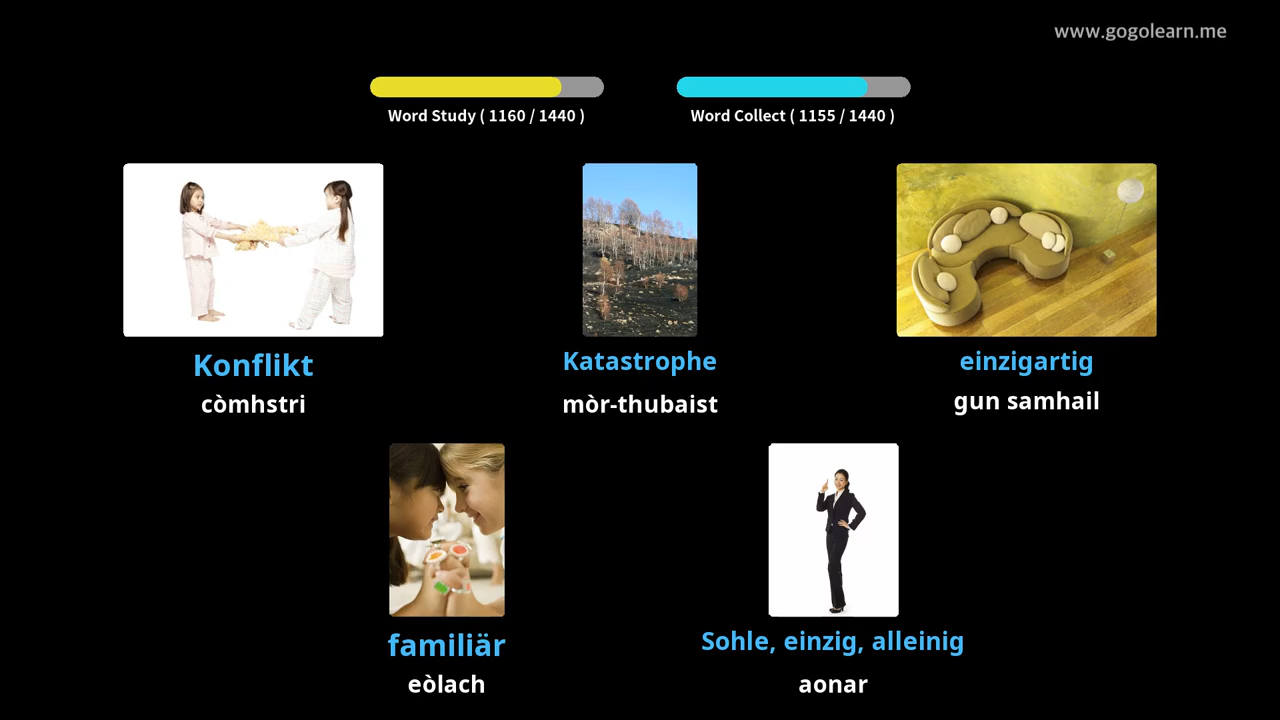 www.gogolearn.me
Word Study ( 1160 / 1440 )
Word Collect ( 1155 / 1440 )
Konflikt
còmhstri
Katastrophe
mòr-thubaist
einzigartig
gun samhail
familiär
eòlach
Sohle, einzig, alleinig
aonar